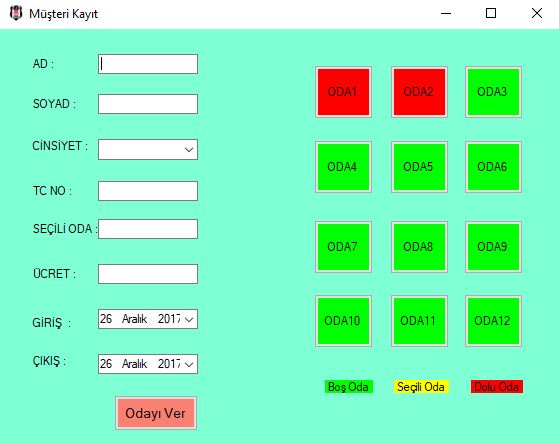 Müşteri Kayıt
AD :
SOYAD :
CİNSİYET :
TC NO :
SEÇİLİ ODA :
ÜCRET :
GİRİŞ :
26 Aralık 2017
ÇIKIŞ :
26 Aralık 2017
Odayı Ver
ODA1 ODA2 ODA3
ODA4 ODA5 ODA6
ODA7 ODA8 ODA9
ODA10 ODA11 ODA12
Boş Oda Seçili Oda Dolu Oda